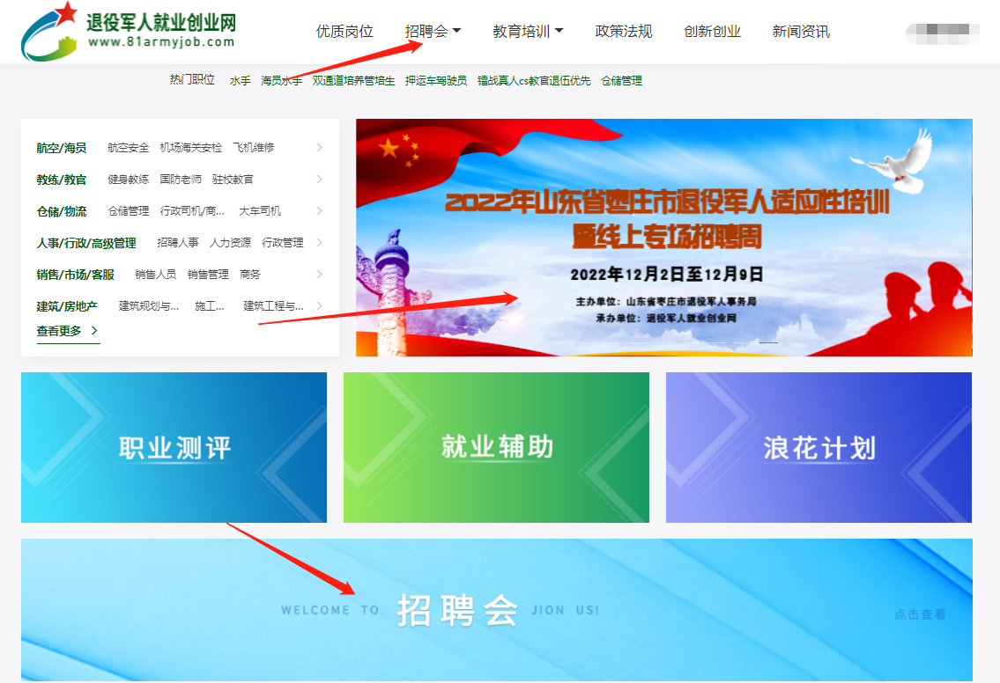 退役军人就业创业网
www.81armyjob.com
优质岗位 招聘会 教育培训 政策法规 创新创业 新闻资讯
热门职位 水手 海员水手 双通道培养管培生 押运车驾驶员 镭战真人cs教官退伍优先 仓储管理
航空/海员 航空安全 机场海关安检 飞机维修
教练/教官 健身教练 国防老师 驻校教官
仓储/物流 仓储管理 行政司机/商... 大车司机
人事/行政/高级管理 招聘人事 人力资源 行政管理
销售/市场/客服 销售人员 销售管理 商务
建筑/房地产 建筑规划与... 施工... 建筑工程与...
查看更多
2022年山东省枣庄市退役军人适应性培训
暨线上专场招聘周
2022年12月2日至12月9日
主办单位：山东省枣庄市退役军人事务局
承办单位：退役军人就业创业网
职业测评
就业辅助
浪花计划
WELCOME TO 招聘会 JION US!
点击查看